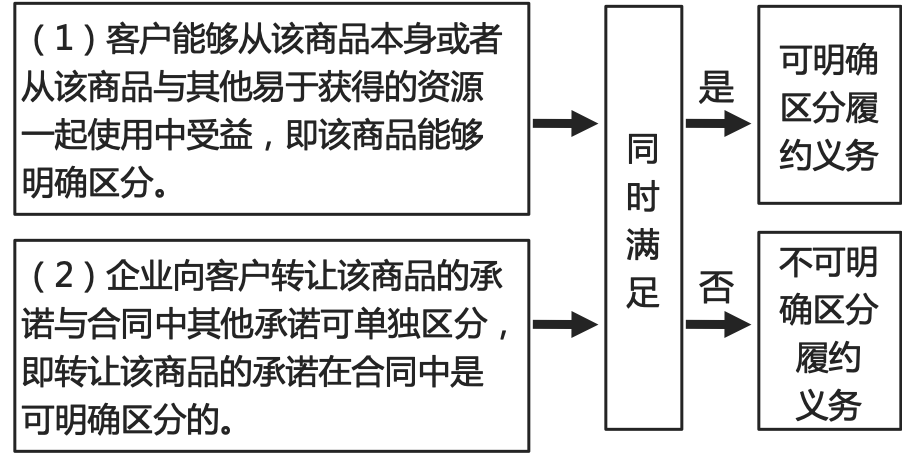 （1）客户能够从该商品本身或者
从该商品与其他易于获得的资源
一起使用中受益，即该商品能够
明确区分。
（2）企业向客户转让该商品的承
诺与合同中其他承诺可单独区分，
即转让该商品的承诺在合同中是
可明确区分的。
同
时
满
足
是
可明确
区分履
约义务
否
不可明
确区分
履约
义务